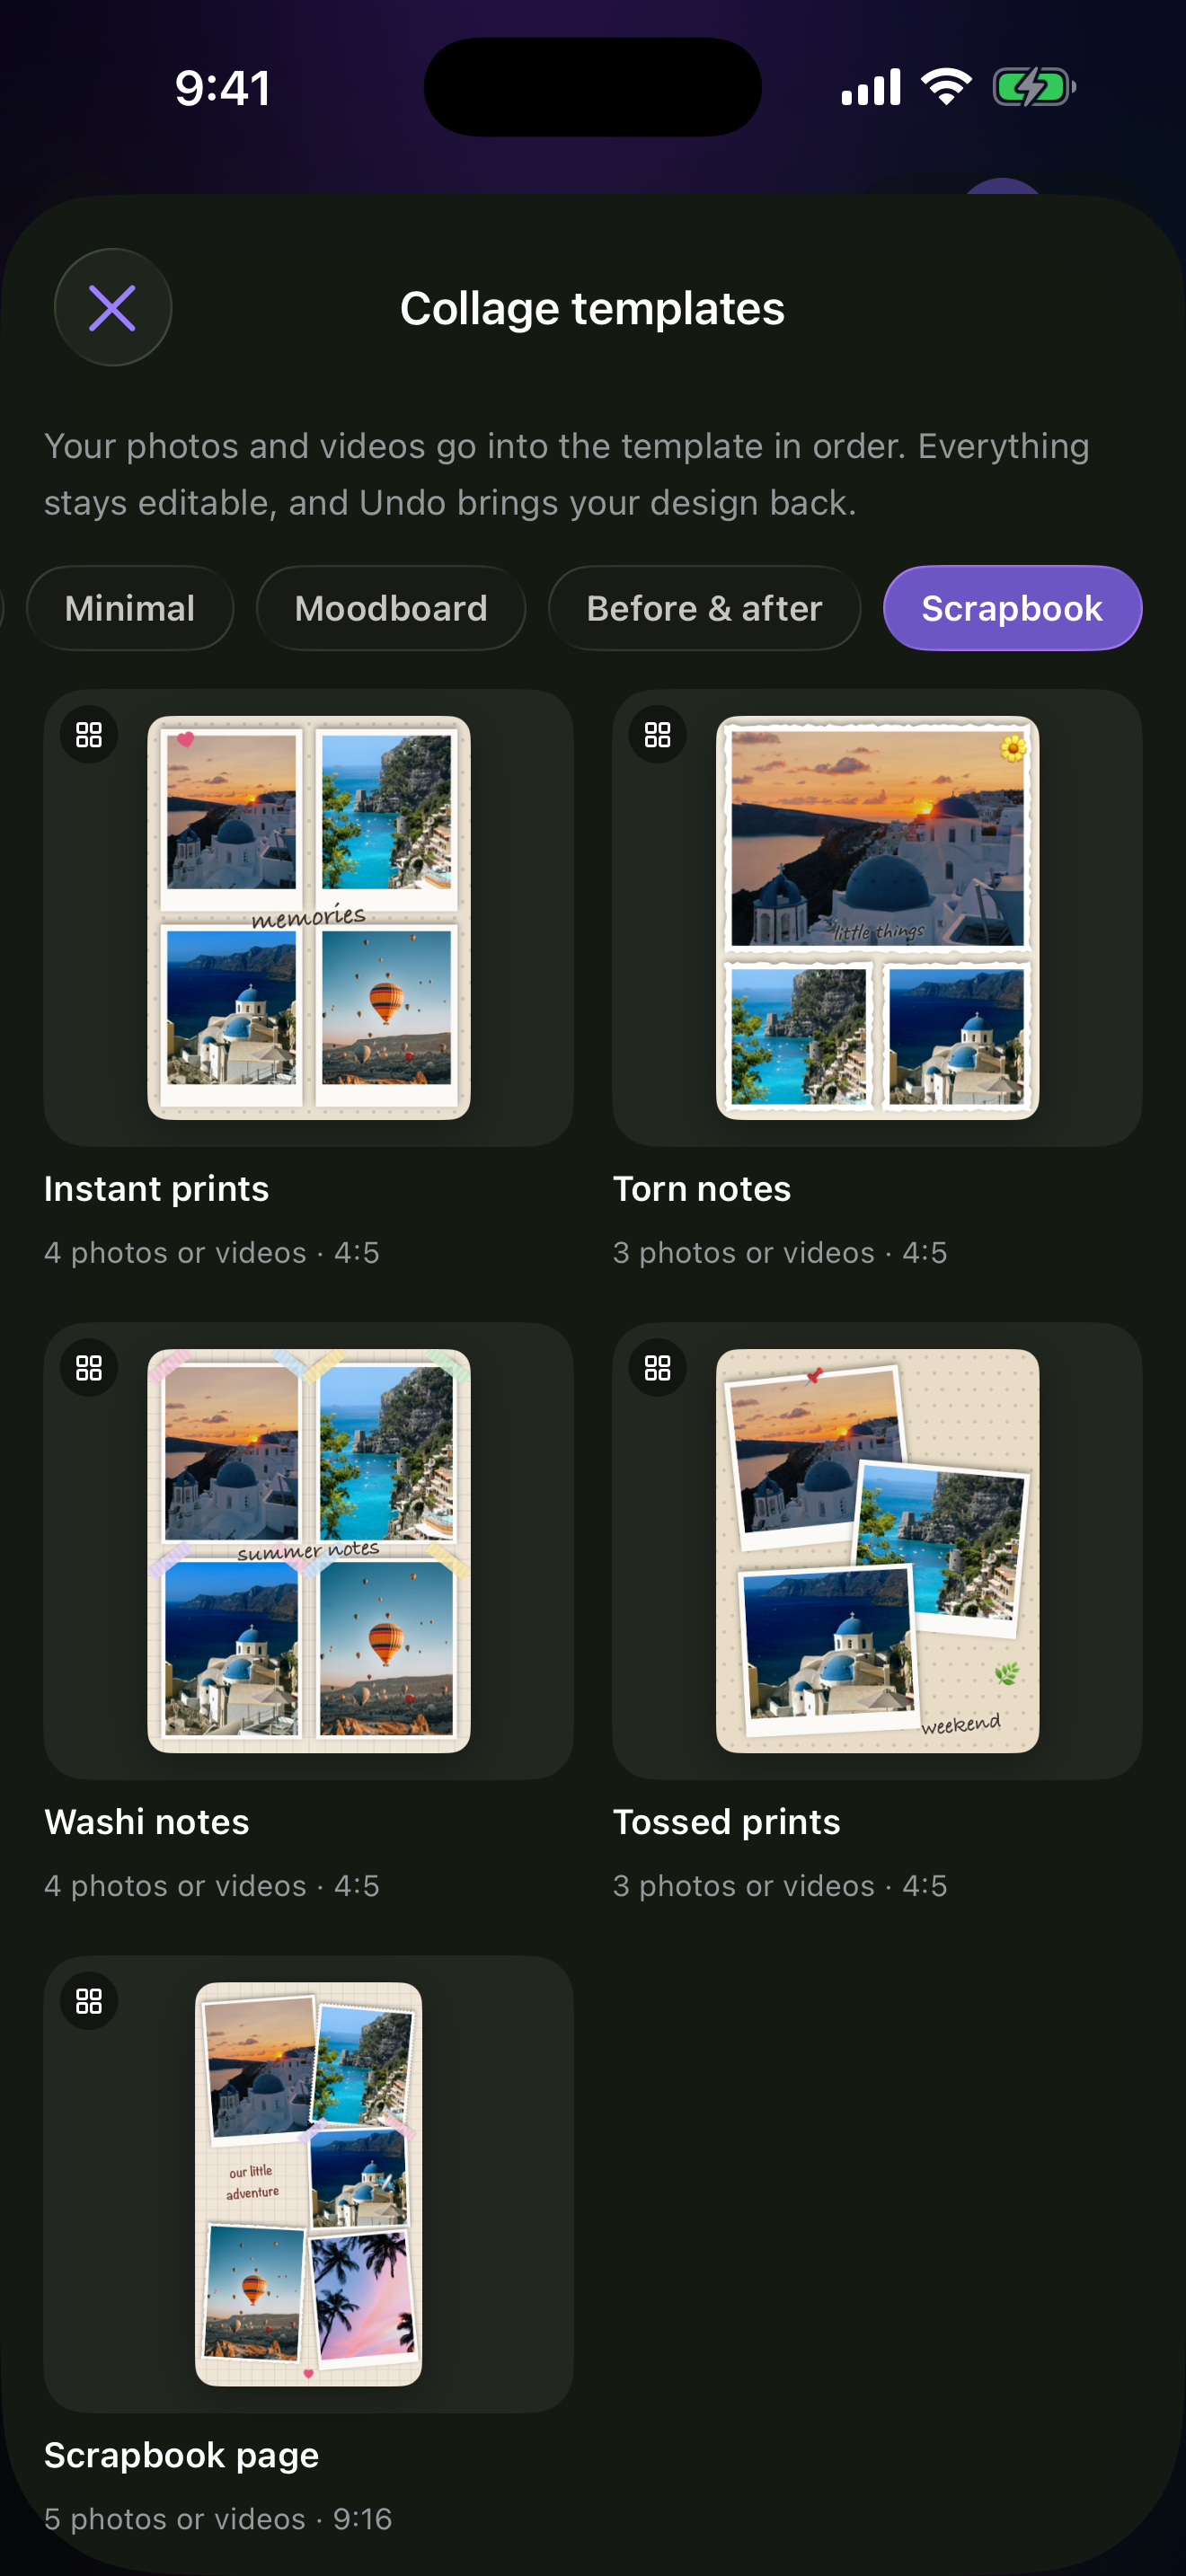 9:41
Collage templates
Your photos and videos go into the template in order. Everything
stays editable, and Undo brings your design back.
Minimal
Moodboard
Before & after
Scrapbook
memories
little things
Instant prints
4 photos or videos · 4:5
Torn notes
3 photos or videos · 4:5
summer notes
weekend
Washi notes
4 photos or videos · 4:5
Tossed prints
3 photos or videos · 4:5
our little
adventure
Scrapbook page
5 photos or videos · 9:16